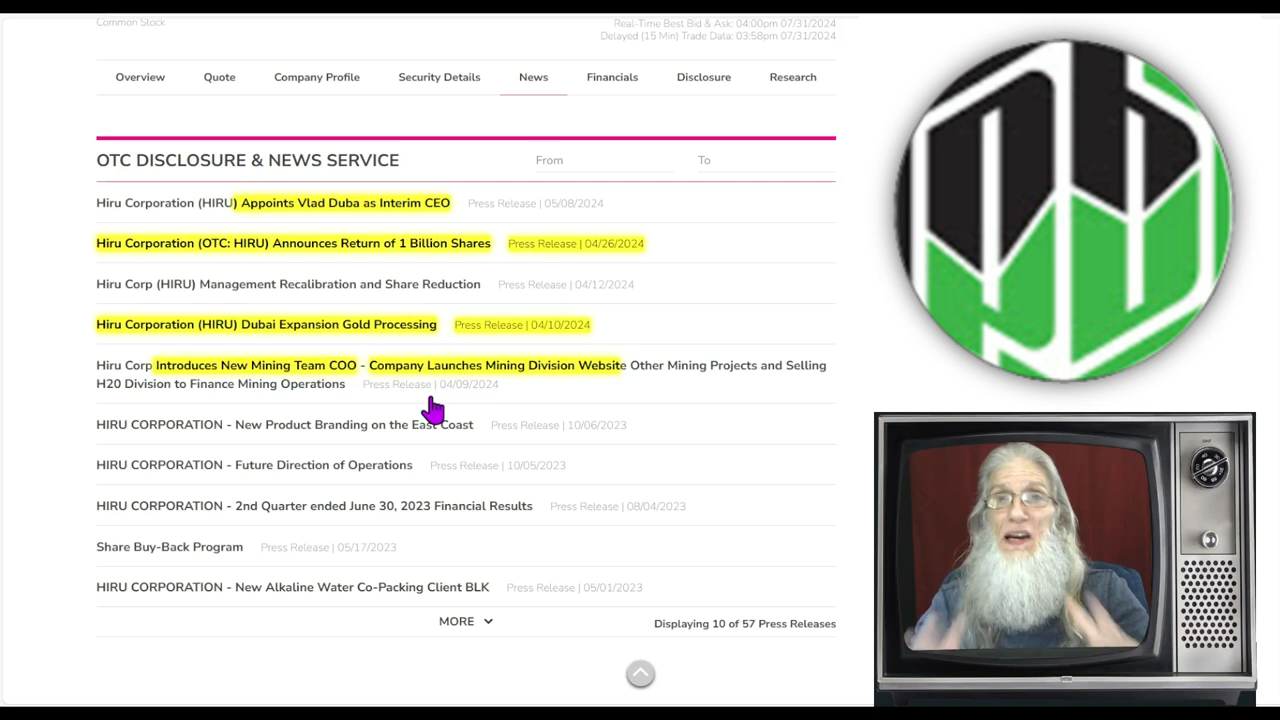 Common Stock
Real-Time Best Bid & Ask: 04:00pm 07/31/2024
Delayed (15 Min) Trade Data: 03:58pm 07/31/2024
Overview Quote Company Profile Security Details News Financials Disclosure Research
OTC DISCLOSURE & NEWS SERVICE From To
Hiru Corporation (HIRU) Appoints Vlad Duba as Interim CEO Press Release | 05/08/2024
Hiru Corporation (OTC: HIRU) Announces Return of 1 Billion Shares Press Release | 04/26/2024
Hiru Corp (HIRU) Management Recalibration and Share Reduction Press Release | 04/12/2024
Hiru Corporation (HIRU) Dubai Expansion Gold Processing Press Release | 04/10/2024
Hiru Corp Introduces New Mining Team COO - Company Launches Mining Division Website Other Mining Projects and Selling
H20 Division to Finance Mining Operations Press Release | 04/09/2024
HIRU CORPORATION - New Product Branding on the East Coast Press Release | 10/06/2023
HIRU CORPORATION - Future Direction of Operations Press Release | 10/05/2023
HIRU CORPORATION - 2nd Quarter ended June 30, 2023 Financial Results Press Release | 08/04/2023
Share Buy-Back Program Press Release | 05/17/2023
HIRU CORPORATION - New Alkaline Water Co-Packing Client BLK Press Release | 05/01/2023
MORE Displaying 10 of 57 Press Releases